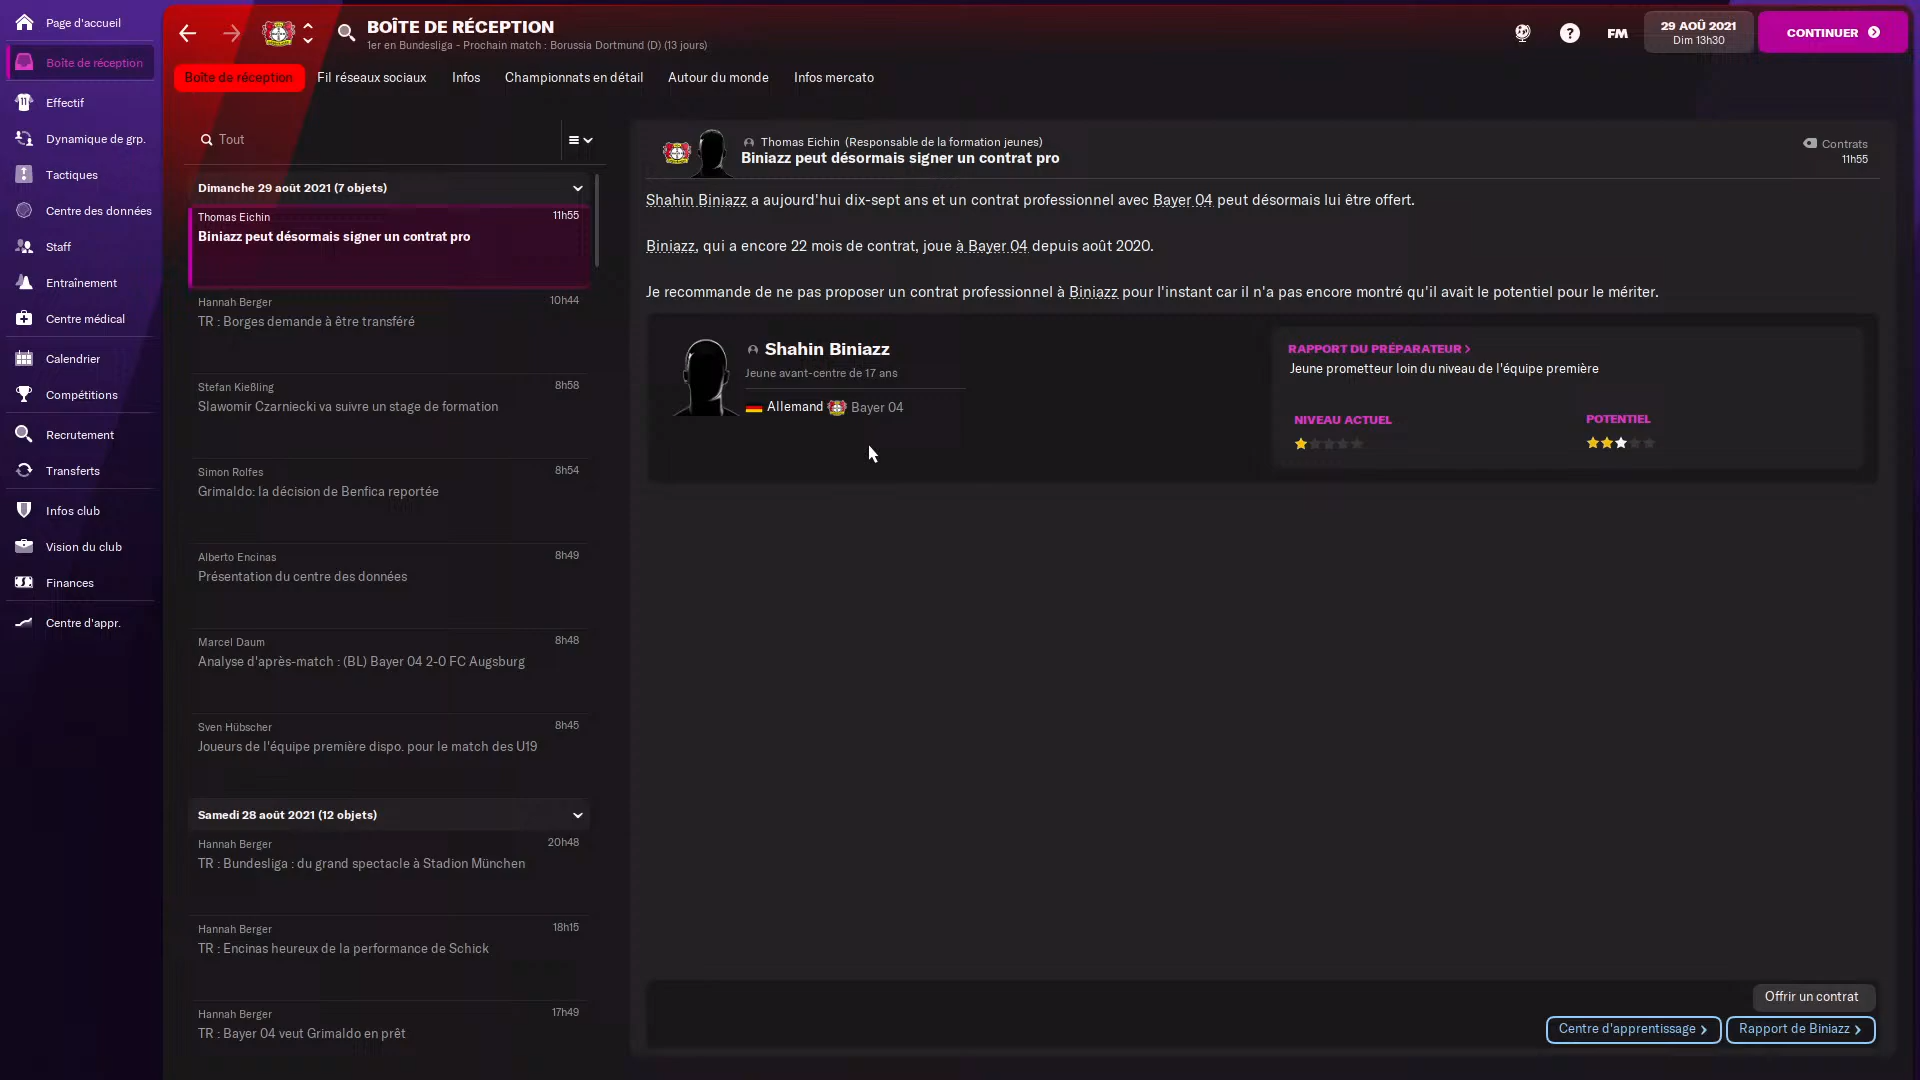 Page d'accueil
Boîte de réception
Effectif
Dynamique de grp.
Tactiques
Centre des données
Staff
Entraînement
Centre médical
Calendrier
Compétitions
Recrutement
Transferts
Infos club
Vision du club
Finances
Centre d'appr.
BOÎTE DE RÉCEPTION
1er en Bundesliga - Prochain match : Borussia Dortmund (D) (13 jours)
FM
29 AOÛ 2021
Dim 13h30
CONTINUER
Boîte de réception
Fil réseaux sociaux
Infos
Championnats en détail
Autour du monde
Infos mercato
Tout
Dimanche 29 août 2021 (7 objets)
Thomas Eichin 11h55
Biniazz peut désormais signer un contrat pro
Hannah Berger 10h44
TR : Borges demande à être transféré
Stefan Kießling 8h58
Slawomir Czarniecki va suivre un stage de formation
Simon Rolfes 8h54
Grimaldo: la décision de Benfica reportée
Alberto Encinas 8h49
Présentation du centre des données
Marcel Daum 8h48
Analyse d'après-match : (BL) Bayer 04 2-0 FC Augsburg
Sven Hübscher 8h45
Joueurs de l'équipe première dispo. pour le match des U19
Samedi 28 août 2021 (12 objets)
Hannah Berger 20h48
TR : Bundesliga : du grand spectacle à Stadion München
Hannah Berger 18h15
TR : Encinas heureux de la performance de Schick
Hannah Berger 17h49
TR : Bayer 04 veut Grimaldo en prêt
Thomas Eichin (Responsable de la formation jeunes)
Biniazz peut désormais signer un contrat pro
Contrats
11h55
Shahin Biniazz a aujourd'hui dix-sept ans et un contrat professionnel avec Bayer 04 peut désormais lui être offert.
Biniazz, qui a encore 22 mois de contrat, joue à Bayer 04 depuis août 2020.
Je recommande de ne pas proposer un contrat professionnel à Biniazz pour l'instant car il n'a pas encore montré qu'il avait le potentiel pour le mériter.
Shahin Biniazz
Jeune avant-centre de 17 ans
Allemand Bayer 04
RAPPORT DU PRÉPARATEUR >
Jeune prometteur loin du niveau de l'équipe première
NIVEAU ACTUEL
POTENTIEL
Offrir un contrat
Centre d'apprentissage >
Rapport de Biniazz >